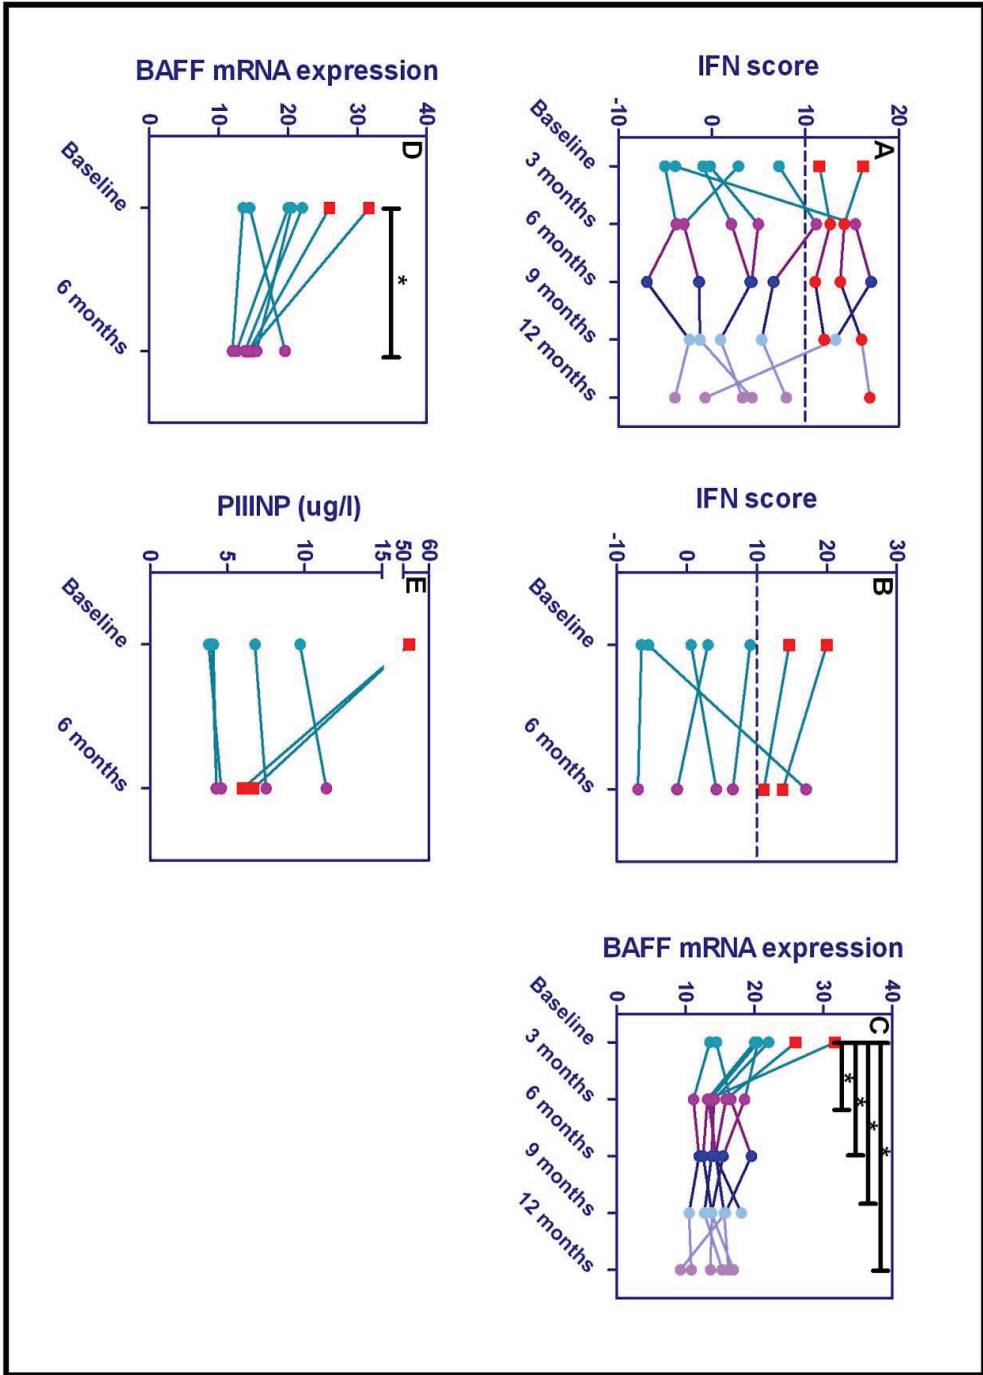 A
IFN score
20
10
0
-10
Baseline
3 months
6 months
9 months
12 months
B
IFN score
30
20
10
0
-10
Baseline
6 months
C
BAFF mRNA expression
40
30
20
10
0
*
*
*
*
Baseline
3 months
6 months
9 months
12 months
D
BAFF mRNA expression
40
30
20
10
0
*
Baseline
6 months
E
PIIINP (ug/l)
60
50
15
10
5
0
Baseline
6 months